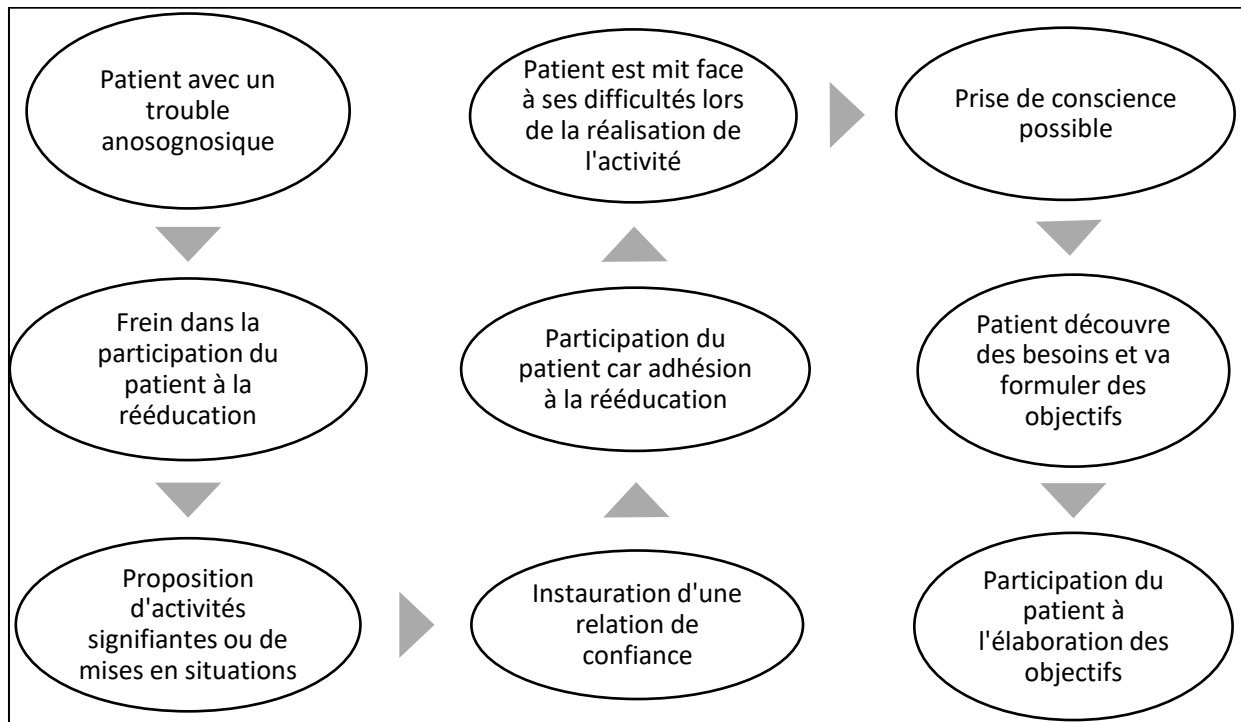 Patient avec un
trouble
anosognosique
Frein dans la
participation du
patient à la
rééducation
Proposition
d'activités
signifiantes ou de
mises en situations
Instauration d'une
relation de
confiance
Participation du
patient car adhésion
à la rééducation
Patient est mit face
à ses difficultés lors
de la réalisation de
l'activité
Prise de conscience
possible
Patient découvre
des besoins et va
formuler des
objectifs
Participation du
patient à
l'élaboration des
objectifs